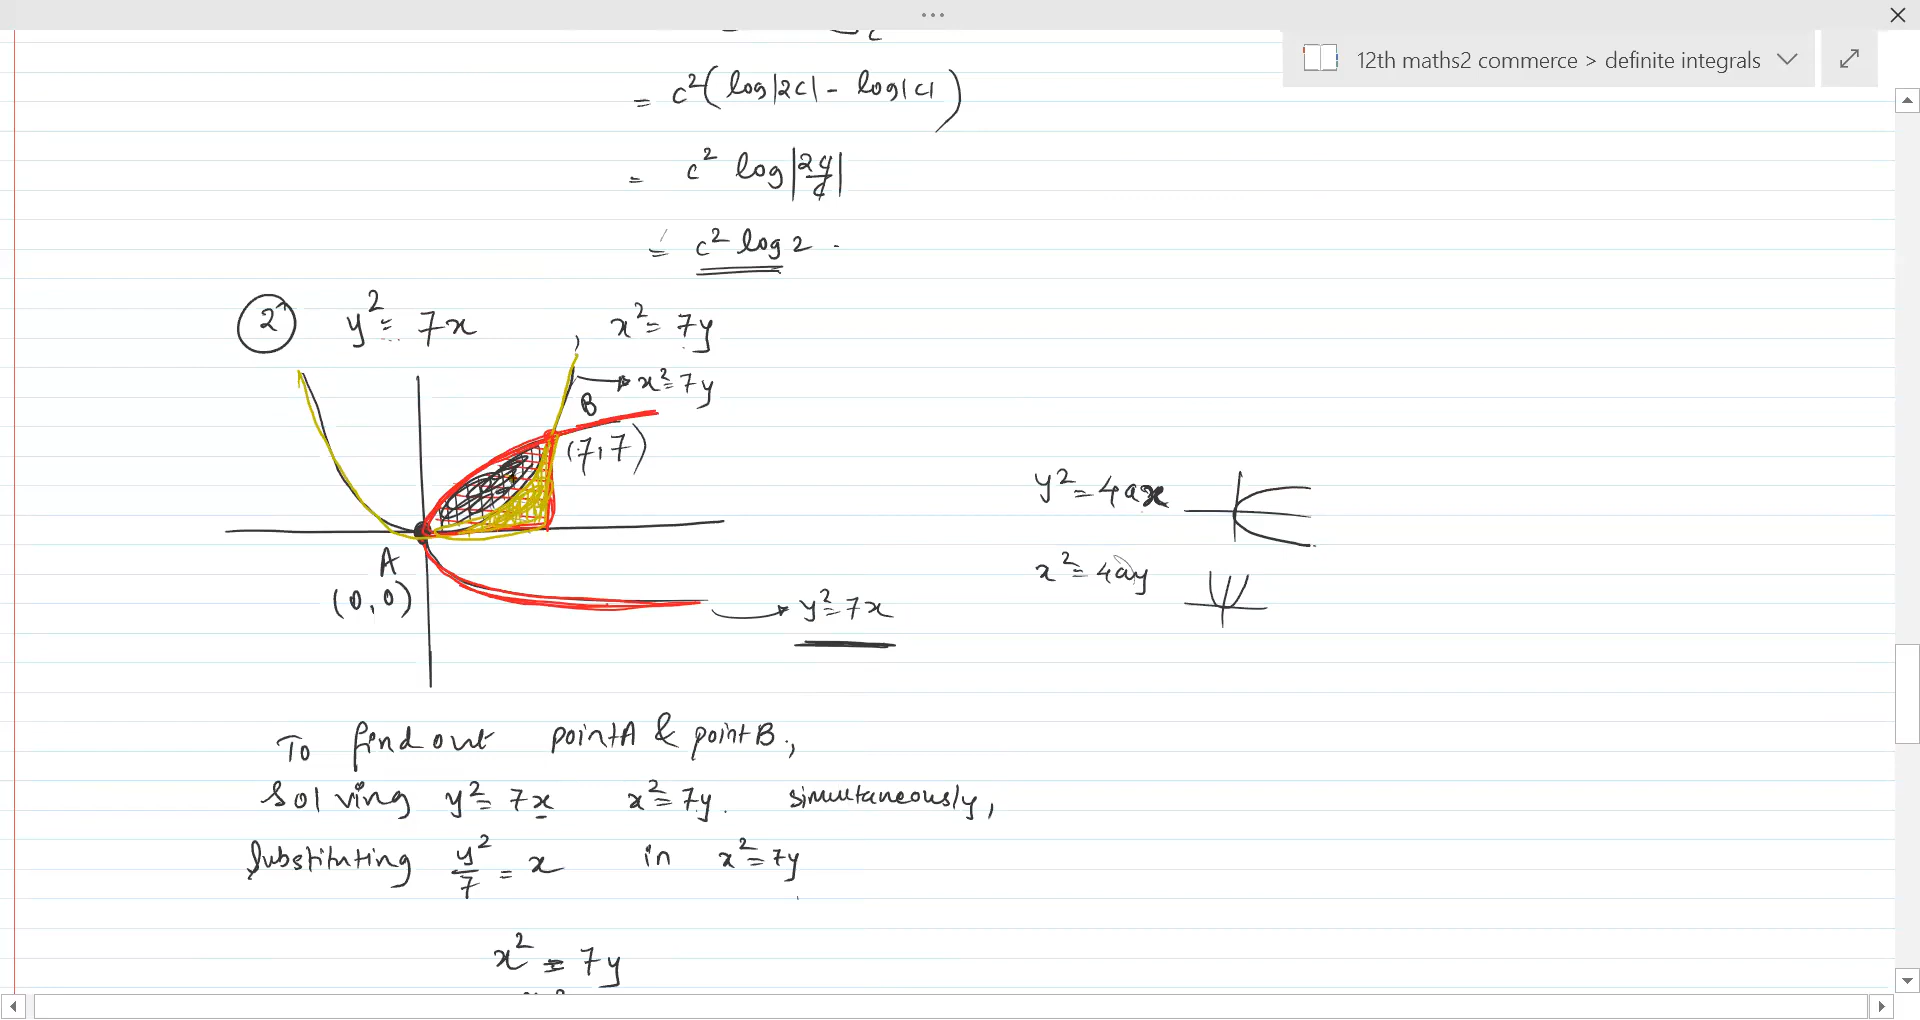 12th maths2 commerce > definite integrals
= c²( log|2c| - log|c| )
= c² log|2c/c|
= c² log 2 .
2 y² = 7x , x² = 7y
x² = 7y
B
(7,7)
A
(0,0)
y² = 7x
y² = 4ax
x² = 4ay
To find out point A & point B.,
Solving y² = 7x x² = 7y. simultaneously,
Substituting y²/7 = x in x² = 7y
x² = 7y